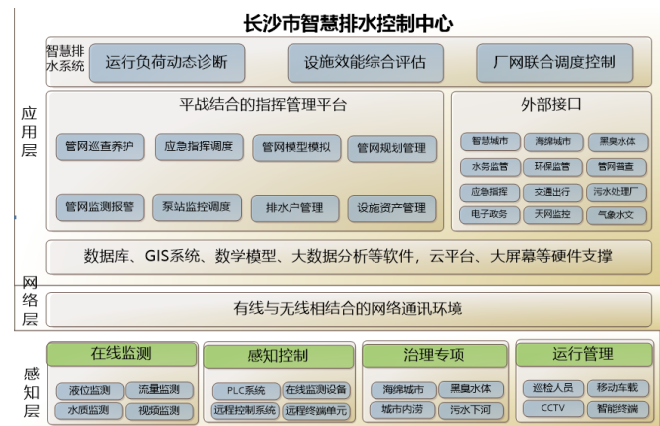 长沙市智慧排水控制中心
智慧排
水系统
运行负荷动态诊断
设施效能综合评估
厂网联合调度控制
应用层
平战结合的指挥管理平台
管网巡查养护
应急指挥调度
管网模型模拟
管网规划管理
管网监测报警
泵站监控调度
排水户管理
设施资产管理
外部接口
智慧城市
海绵城市
黑臭水体
水务监管
环保监管
管网普查
应急指挥
交通出行
污水处理厂
电子政务
天网监控
气象水文
数据库、GIS系统、数学模型、大数据分析等软件，云平台、大屏幕等硬件支撑
网络层
有线与无线相结合的网络通讯环境
感知层
在线监测
液位监测
流量监测
水质监测
视频监测
感知控制
PLC系统
在线监测设备
远程控制系统
远程终端单元
治理专项
海绵城市
黑臭水体
城市内涝
污水下河
运行管理
巡检人员
移动车载
CCTV
智能终端